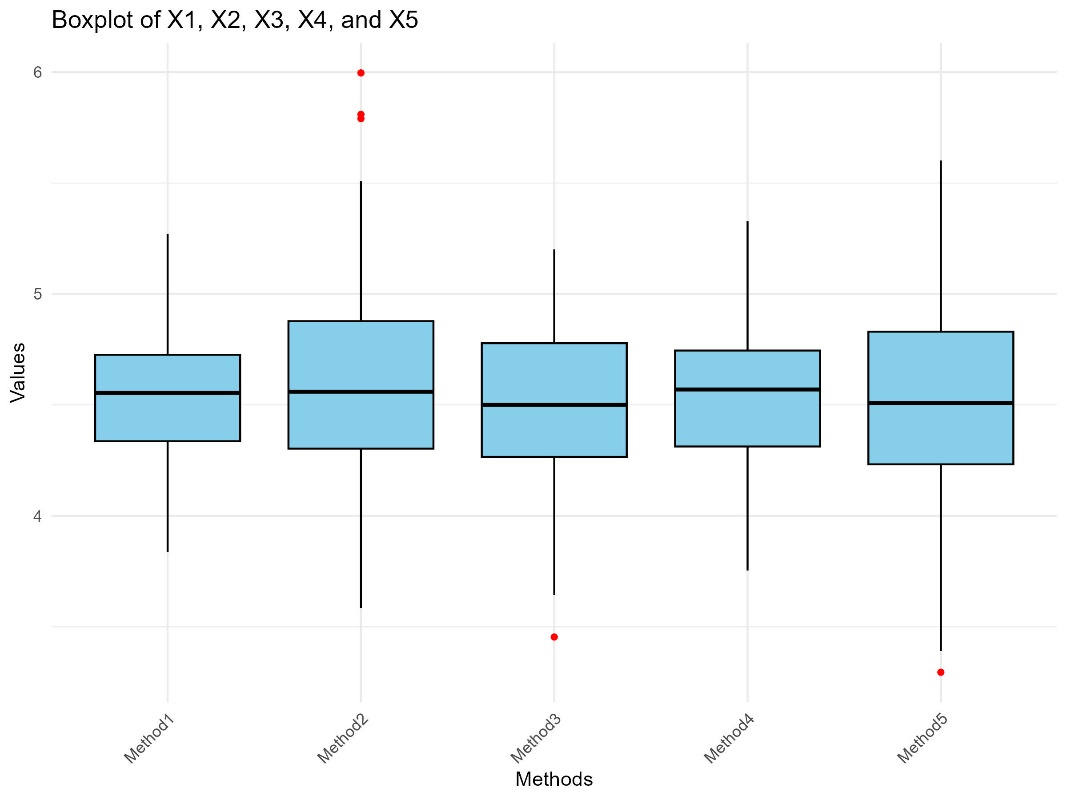 Boxplot of X1, X2, X3, X4, and X5
Values
6
5
4
Method1
Method2
Method3
Method4
Method5
Methods